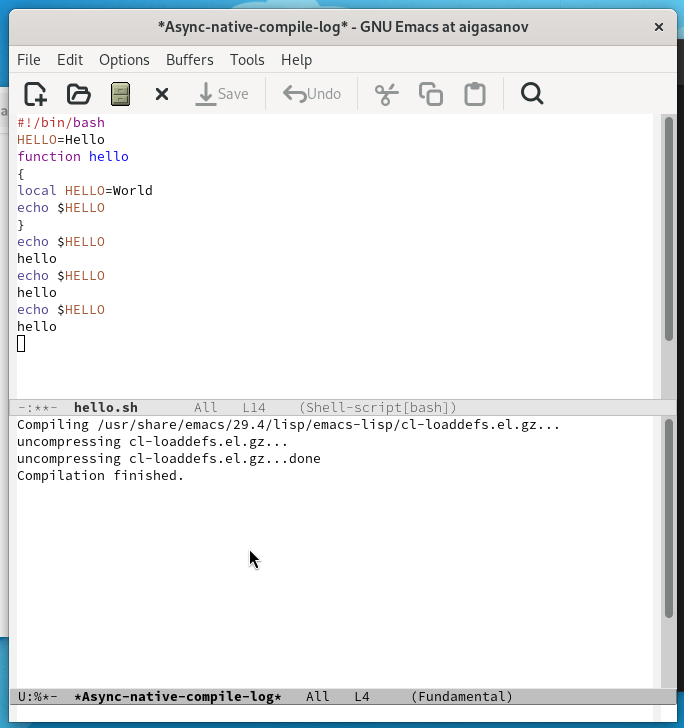 *Async-native-compile-log* - GNU Emacs at aigasanov
File Edit Options Buffers Tools Help
Save Undo
#!/bin/bash
HELLO=Hello
function hello
{
local HELLO=World
echo $HELLO
}
echo $HELLO
hello
echo $HELLO
hello
echo $HELLO
hello
-:**- hello.sh All L14 (Shell-script[bash])
Compiling /usr/share/emacs/29.4/lisp/emacs-lisp/cl-loaddefs.el.gz...
uncompressing cl-loaddefs.el.gz...
uncompressing cl-loaddefs.el.gz...done
Compilation finished.
U:%*- *Async-native-compile-log* All L4 (Fundamental)